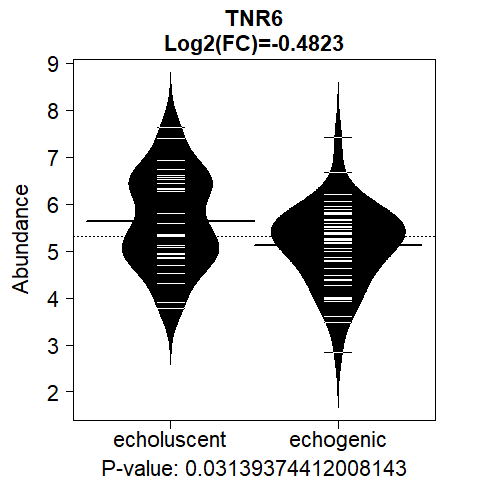 TNR6
Log2(FC)=-0.4823
Abundance
9
8
7
6
5
4
3
2
echoluscent echogenic
P-value: 0.03139374412008143